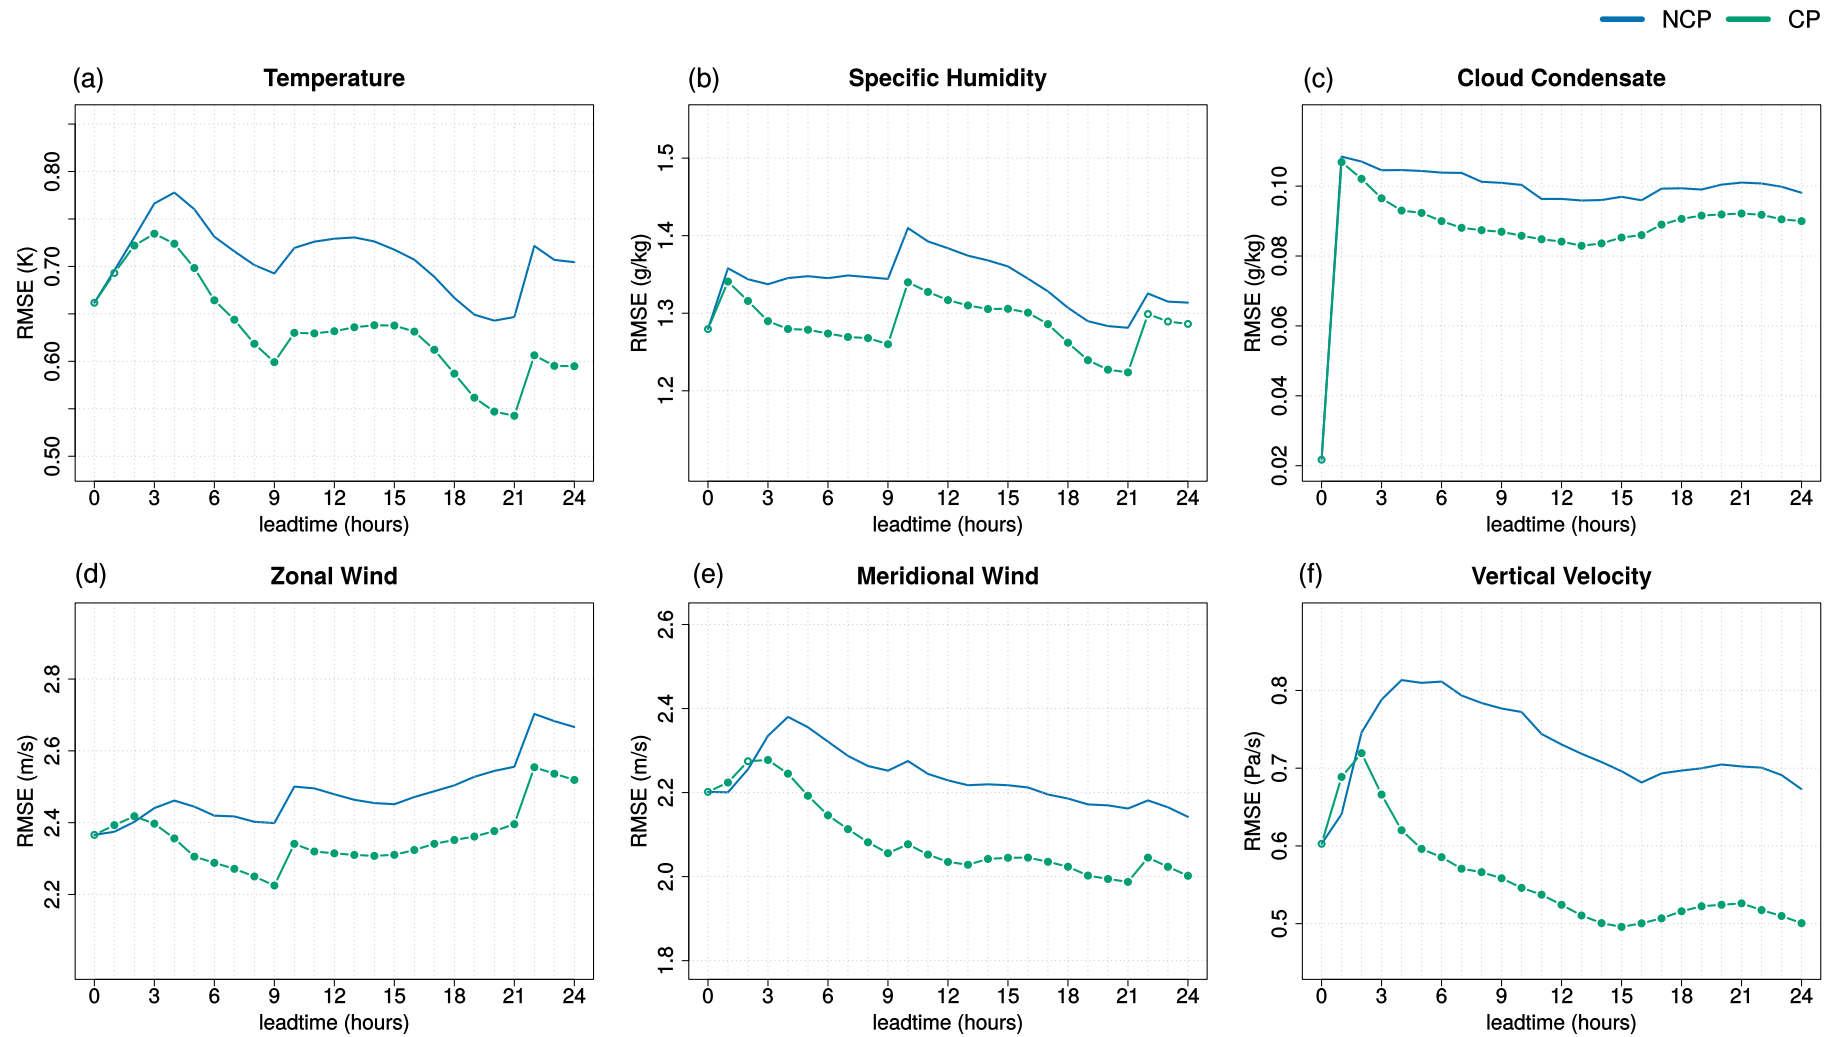 NCP CP
(a) Temperature
RMSE (K)
0.50 0.60 0.70 0.80
0 3 6 9 12 15 18 21 24
leadtime (hours)
(b) Specific Humidity
RMSE (g/kg)
1.2 1.3 1.4 1.5
0 3 6 9 12 15 18 21 24
leadtime (hours)
(c) Cloud Condensate
RMSE (g/kg)
0.02 0.04 0.06 0.08 0.10
0 3 6 9 12 15 18 21 24
leadtime (hours)
(d) Zonal Wind
RMSE (m/s)
2.2 2.4 2.6 2.8
0 3 6 9 12 15 18 21 24
leadtime (hours)
(e) Meridional Wind
RMSE (m/s)
1.8 2.0 2.2 2.4 2.6
0 3 6 9 12 15 18 21 24
leadtime (hours)
(f) Vertical Velocity
RMSE (Pa/s)
0.5 0.6 0.7 0.8
0 3 6 9 12 15 18 21 24
leadtime (hours)